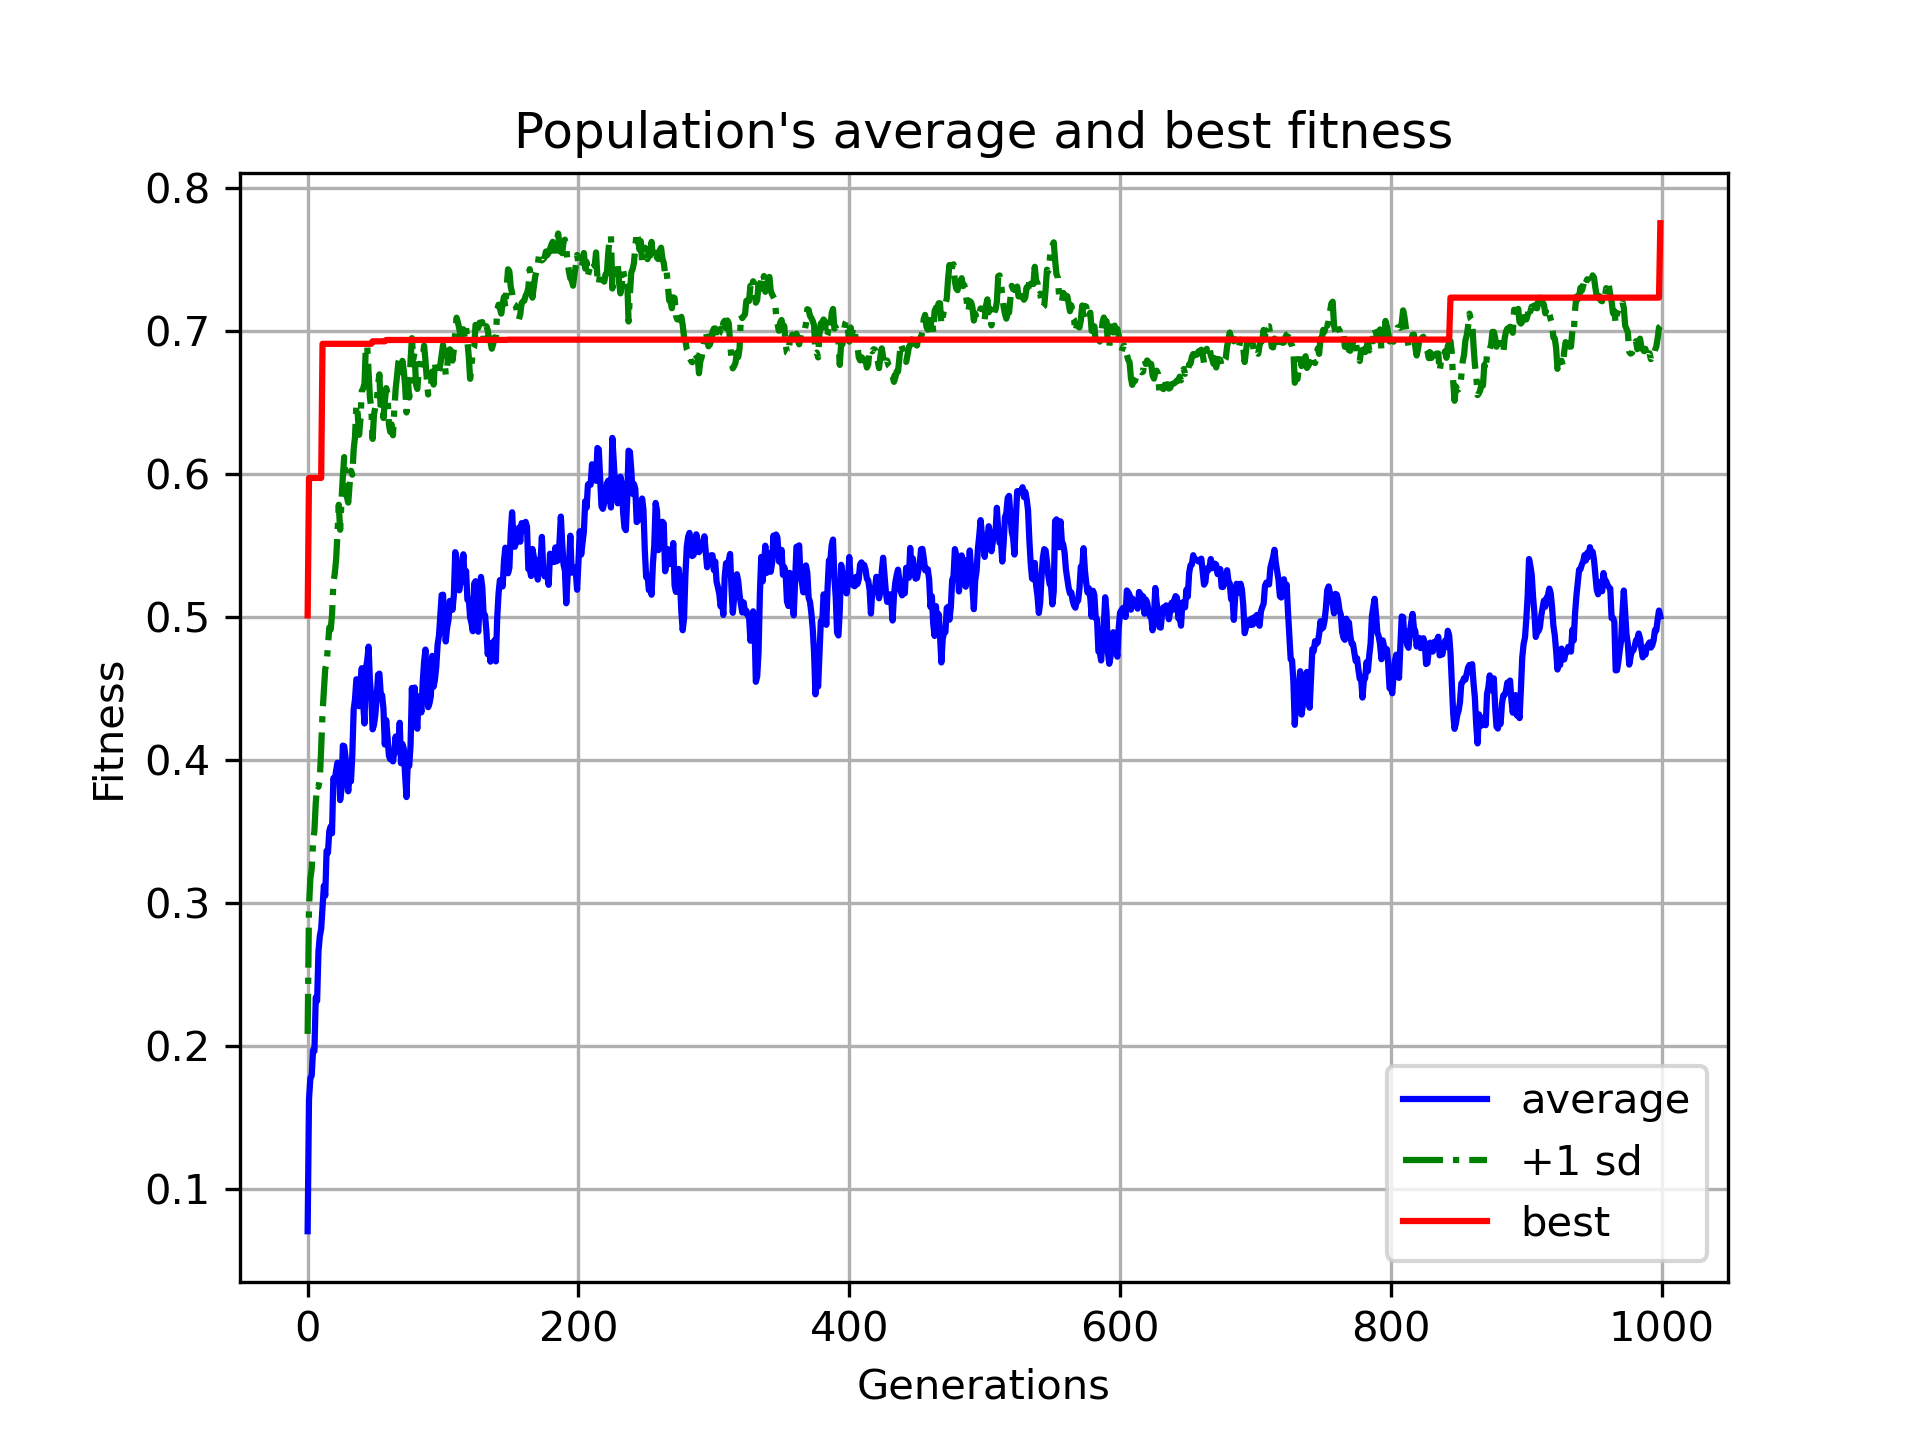 Population's average and best fitness
Fitness
0.8
0.7
0.6
0.5
0.4
0.3
0.2
0.1
0 200 400 600 800 1000
Generations
average
+1 sd
best